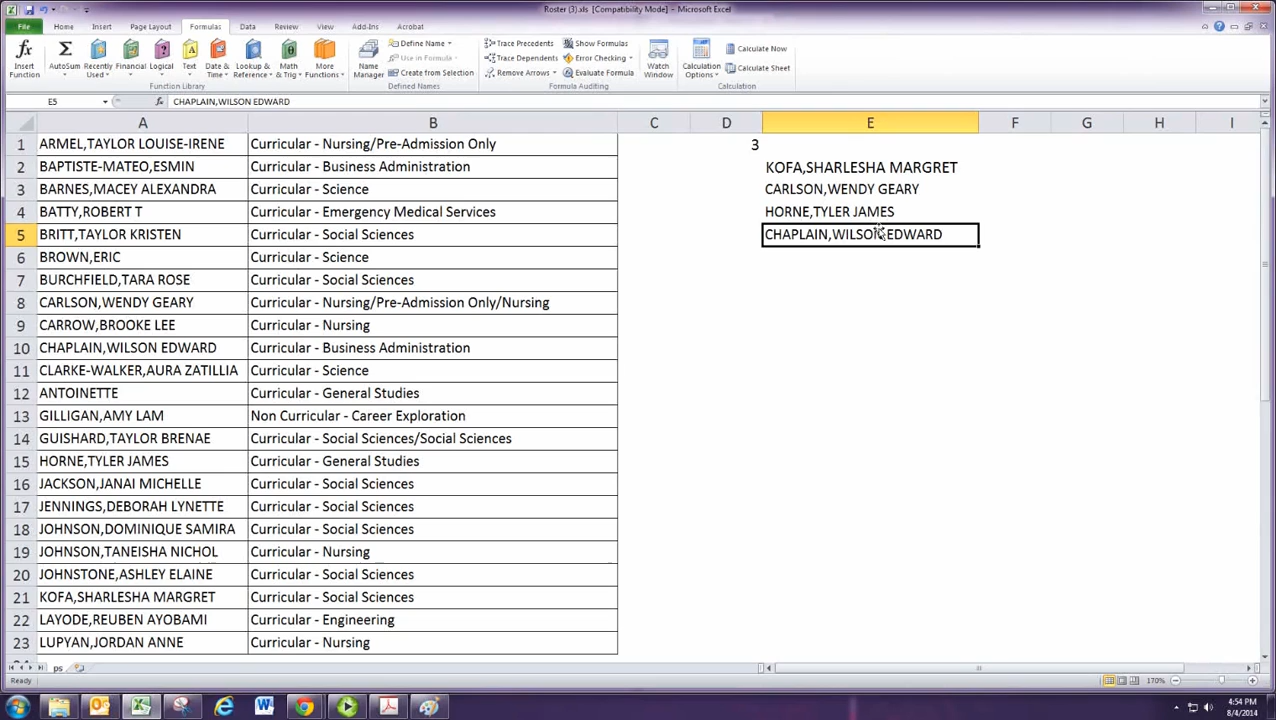 Roster (3).xls [Compatibility Mode] - Microsoft Excel
File Home Insert Page Layout Formulas Data Review View Add-Ins Acrobat
Insert Function
AutoSum
Recently Used
Financial
Logical
Text
Date & Time
Lookup & Reference
Math & Trig
More Functions
Function Library
Name Manager
Define Name
Use in Formula
Create from Selection
Defined Names
Trace Precedents
Trace Dependents
Remove Arrows
Show Formulas
Error Checking
Evaluate Formula
Formula Auditing
Watch Window
Calculation Options
Calculate Now
Calculate Sheet
Calculation
E5 fx CHAPLAIN,WILSON EDWARD
A B C D E F G H I
1 ARMEL,TAYLOR LOUISE-IRENE Curricular - Nursing/Pre-Admission Only 3
2 BAPTISTE-MATEO,ESMIN Curricular - Business Administration KOFA,SHARLESHA MARGRET
3 BARNES,MACEY ALEXANDRA Curricular - Science CARLSON,WENDY GEARY
4 BATTY,ROBERT T Curricular - Emergency Medical Services HORNE,TYLER JAMES
5 BRITT,TAYLOR KRISTEN Curricular - Social Sciences CHAPLAIN,WILSON EDWARD
6 BROWN,ERIC Curricular - Science
7 BURCHFIELD,TARA ROSE Curricular - Social Sciences
8 CARLSON,WENDY GEARY Curricular - Nursing/Pre-Admission Only/Nursing
9 CARROW,BROOKE LEE Curricular - Nursing
10 CHAPLAIN,WILSON EDWARD Curricular - Business Administration
11 CLARKE-WALKER,AURA ZATILLIA Curricular - Science
12 ANTOINETTE Curricular - General Studies
13 GILLIGAN,AMY LAM Non Curricular - Career Exploration
14 GUISHARD,TAYLOR BRENAE Curricular - Social Sciences/Social Sciences
15 HORNE,TYLER JAMES Curricular - General Studies
16 JACKSON,JANAI MICHELLE Curricular - Social Sciences
17 JENNINGS,DEBORAH LYNETTE Curricular - Social Sciences
18 JOHNSON,DOMINIQUE SAMIRA Curricular - Social Sciences
19 JOHNSON,TANEISHA NICHOL Curricular - Nursing
20 JOHNSTONE,ASHLEY ELAINE Curricular - Social Sciences
21 KOFA,SHARLESHA MARGRET Curricular - Social Sciences
22 LAYODE,REUBEN AYOBAMI Curricular - Engineering
23 LUPYAN,JORDAN ANNE Curricular - Nursing
ps
Ready 170%
4:54 PM
8/4/2014